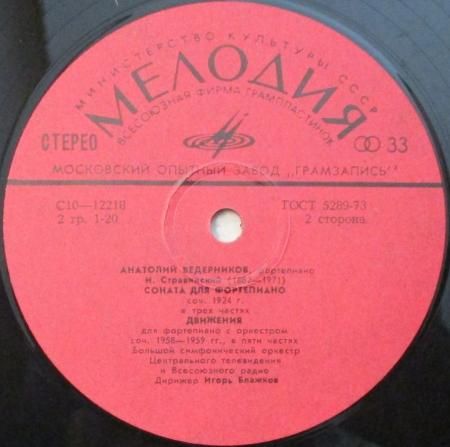 МИНИСТЕРСТВО КУЛЬТУРЫ СССР
МЕЛОДИЯ
ВСЕСОЮЗНАЯ ФИРМА ГРАМПЛАСТИНОК
СТЕРЕО
33
МОСКОВСКИЙ ОПЫТНЫЙ ЗАВОД „ГРАМЗАПИСЬ"
С10—12218
ГОСТ 5289-73
2 гр. 1-20.
2 сторона.
АНАТОЛИЙ ВЕДЕРНИКОВ, фортепиано
И. Стравинский (1882—1971)
СОНАТА ДЛЯ ФОРТЕПИАНО
соч. 1924 г.
в трех частях
ДВИЖЕНИЯ
для фортепиано с оркестром
соч. 1958—1959 гг., в пяти частях
Большой симфонический оркестр
Центрального телевидения
и Всесоюзного радио
Дирижер Игорь Блажков